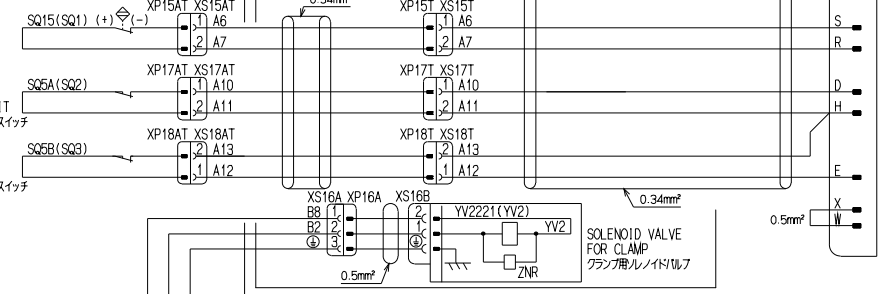 XP15AT XS15AT XP15T XS15T
0.34mm²
SQ15(SQ1) (+) (-) 1 A6 1 A6 S
2 A7 2 A7 R
XP17AT XS17AT XP17T XS17T
SQ5A(SQ2) 1 A10 1 A10 D
2 A11 2 A11 H
IT
スイッチ
XP18AT XS18AT XP18T XS18T
SQ5B(SQ3) 2 A13 2 A13
1 A12 1 A12 E
スイッチ
XS16A XP16A XS16B 0.34mm²
B8 1 2 YV2221(YV2) X
B2 2 1 YV2 0.5mm² W
3
SOLENOID VALVE
FOR CLAMP
クランプ用ソレノイドバルブ
0.5mm² ZNR